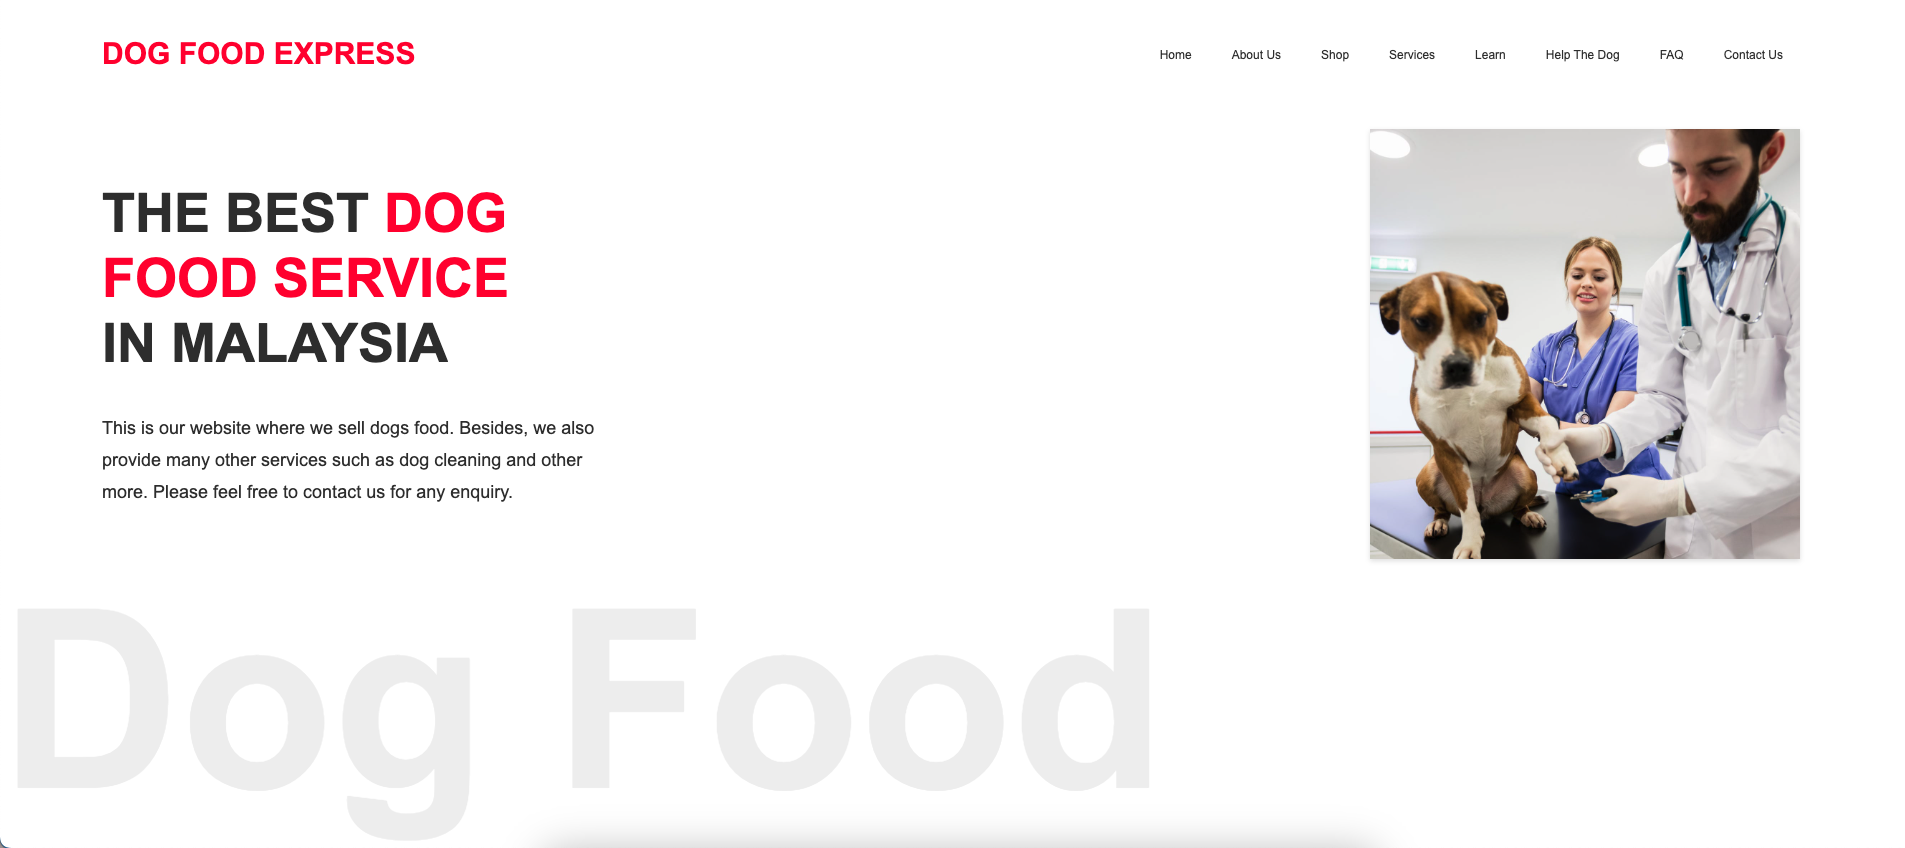 DOG FOOD EXPRESS
Home About Us Shop Services Learn Help The Dog FAQ Contact Us
THE BEST DOG
FOOD SERVICE
IN MALAYSIA
This is our website where we sell dogs food. Besides, we also
provide many other services such as dog cleaning and other
more. Please feel free to contact us for any enquiry.
Dog Food